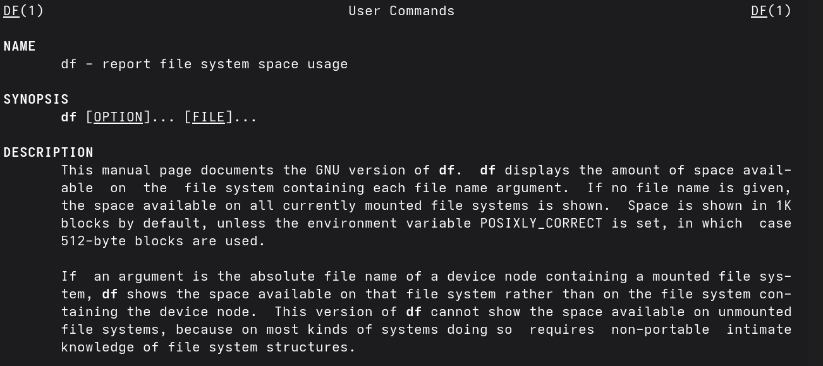 DF(1) User Commands DF(1)
NAME
df - report file system space usage
SYNOPSIS
df [OPTION]... [FILE]...
DESCRIPTION
This manual page documents the GNU version of df.  df displays the amount of space avail-
able  on  the  file system containing each file name argument.  If no file name is given,
the space available on all currently mounted file systems is shown.  Space is shown in 1K
blocks by default, unless the environment variable POSIXLY_CORRECT is set, in which  case
512-byte blocks are used.
If  an argument is the absolute file name of a device node containing a mounted file sys-
tem, df shows the space available on that file system rather than on the file system con-
taining the device node.  This version of df cannot show the space available on unmounted
file systems, because on most kinds of systems doing so  requires  non-portable  intimate
knowledge of file system structures.